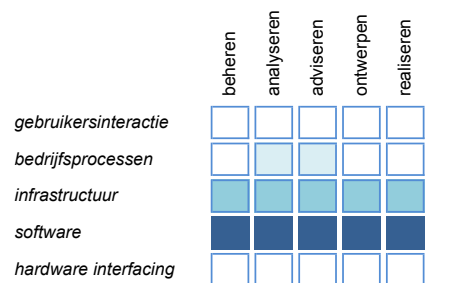 beheren
analyseren
adviseren
ontwerpen
realiseren
gebruikersinteractie
bedrijfsprocessen
infrastructuur
software
hardware interfacing